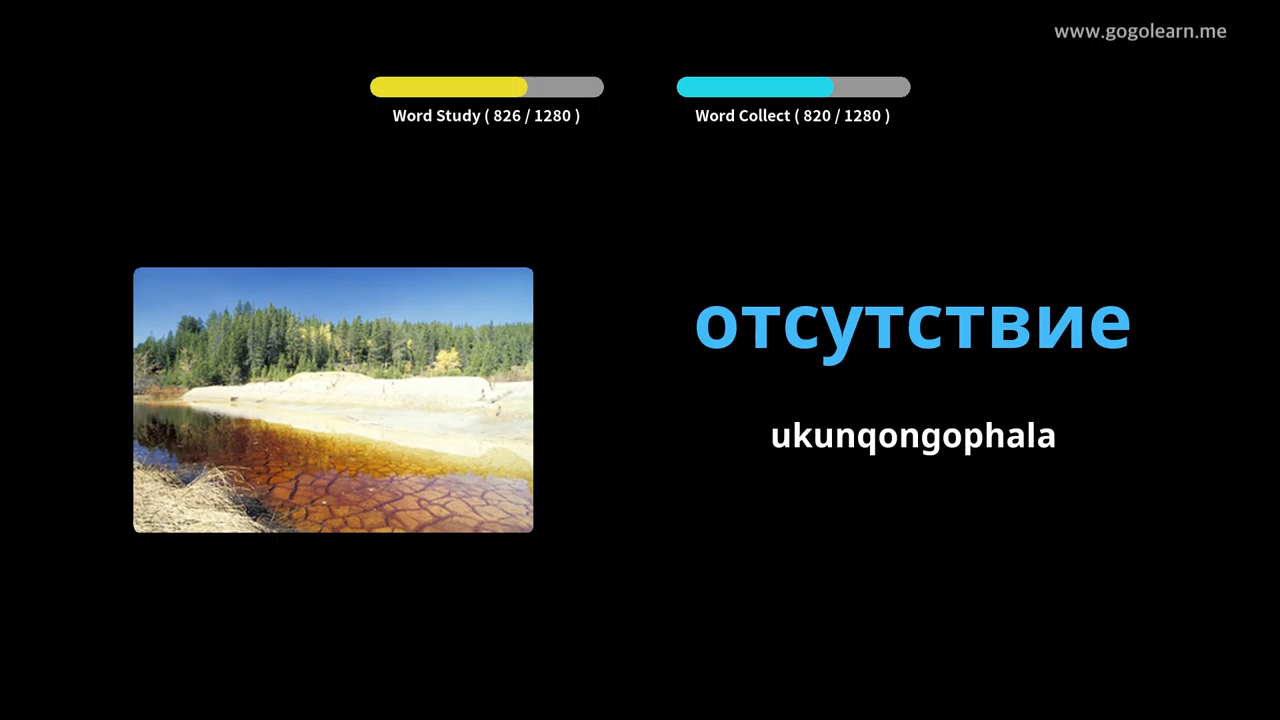 www.gogolearn.me
Word Study ( 826 / 1280 )
Word Collect ( 820 / 1280 )
отсутствие
ukunqongophala